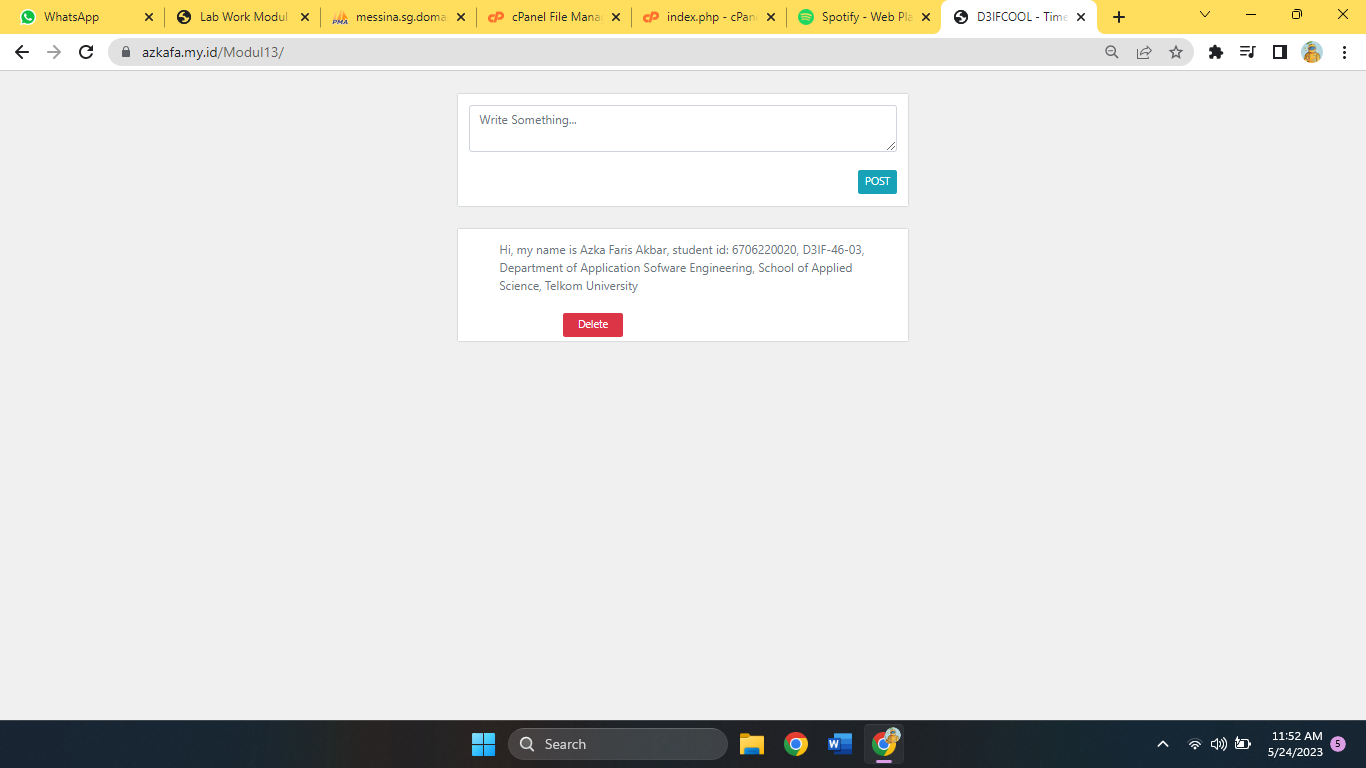 WhatsApp
Lab Work Modul
messina.sg.doma
cPanel File Mana
index.php - cPan
Spotify - Web Pla
D3IFCOOL - Time
azkafa.my.id/Modul13/
Write Something...
POST
Hi, my name is Azka Faris Akbar, student id: 6706220020, D3IF-46-03,
Department of Application Sofware Engineering, School of Applied
Science, Telkom University
Delete
Search
11:52 AM
5/24/2023
5